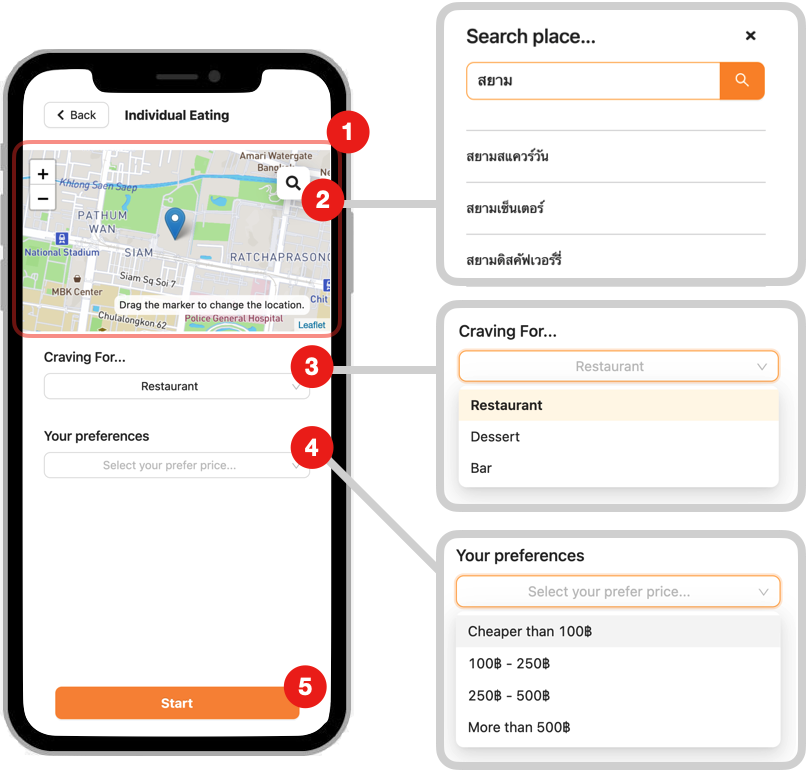 Back
Individual Eating
1
+
−
Amari Watergate
Khlong Saen Saep
2
PATHUM
WAN
National Stadium
SIAM
RATCHAPRASONG
Siam Sq Soi 7
MBK Center
Drag the marker to change the location.
Chit
Chulalongkon 62
Police General Hospital
Leaflet
Craving For...
3
Restaurant
Your preferences
4
Select your prefer price...
Start
5
Search place...
สยาม
สยามสแควร์วัน
สยามเซ็นเตอร์
สยามดิสคัฟเวอร์รี่
Craving For...
Restaurant
Restaurant
Dessert
Bar
Your preferences
Select your prefer price...
Cheaper than 100฿
100฿ - 250฿
250฿ - 500฿
More than 500฿